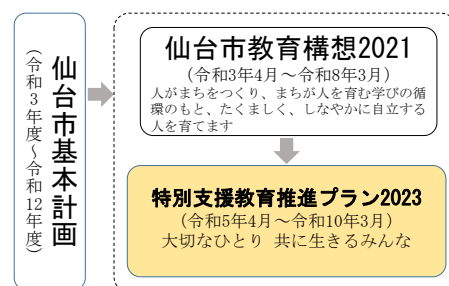 仙台市基本計画
(令和3年度~令和12年度)
仙台市教育構想2021
(令和3年4月~令和8年3月)
人がまちをつくり、まちが人を育む学びの循
環のもと、たくましく、しなやかに自立する
人を育てます
特別支援教育推進プラン2023
(令和5年4月~令和10年3月)
大切なひとり 共に生きるみんな